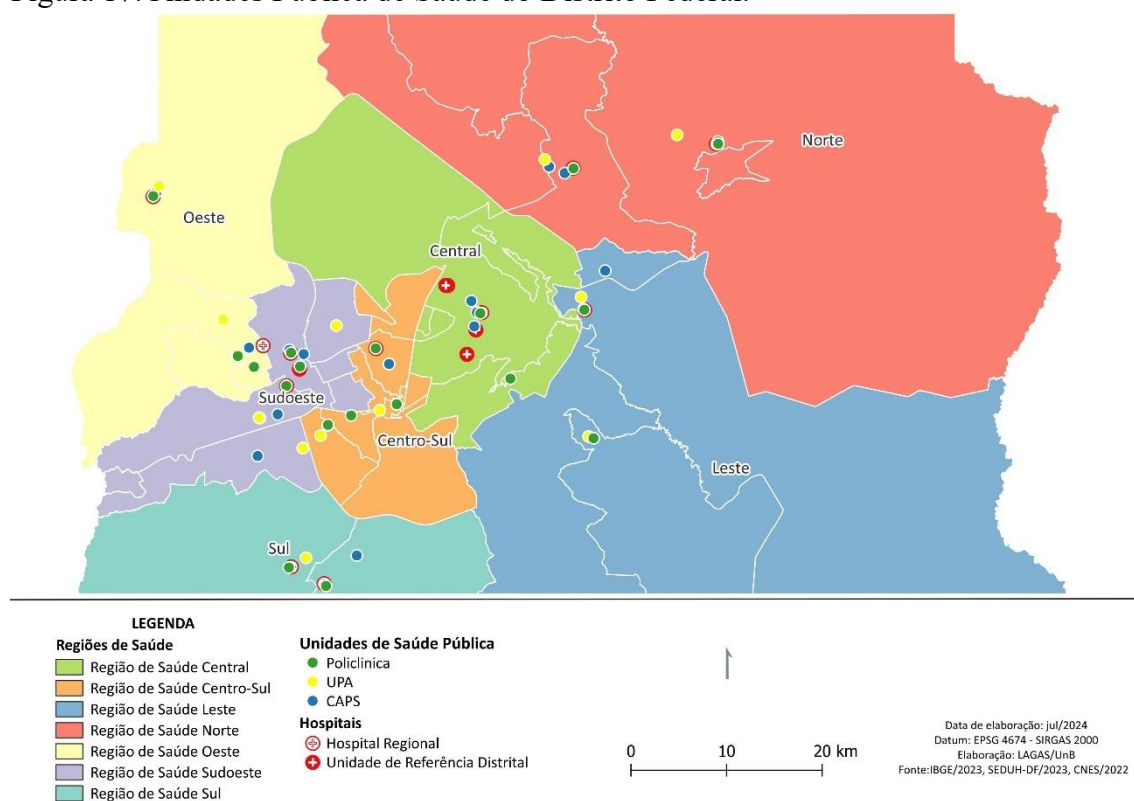 Figura 17.Unidades Pública de Saúde do Distrito Federal.
Norte
Oeste
Central
Sudoeste
Centro-Sul
Leste
Sul
LEGENDA
Regiões de Saúde
Região de Saúde Central
Região de Saúde Centro-Sul
Região de Saúde Leste
Região de Saúde Norte
Região de Saúde Oeste
Região de Saúde Sudoeste
Região de Saúde Sul
Unidades de Saúde Pública
Policlinica
UPA
CAPS
Hospitais
Hospital Regional
Unidade de Referência Distrital
0 10 20 km
Data de elaboração: jul/2024
Datum: EPSG 4674 - SIRGAS 2000
Elaboração: LAGAS/UnB
Fonte:IBGE/2023, SEDUH-DF/2023, CNES/2022